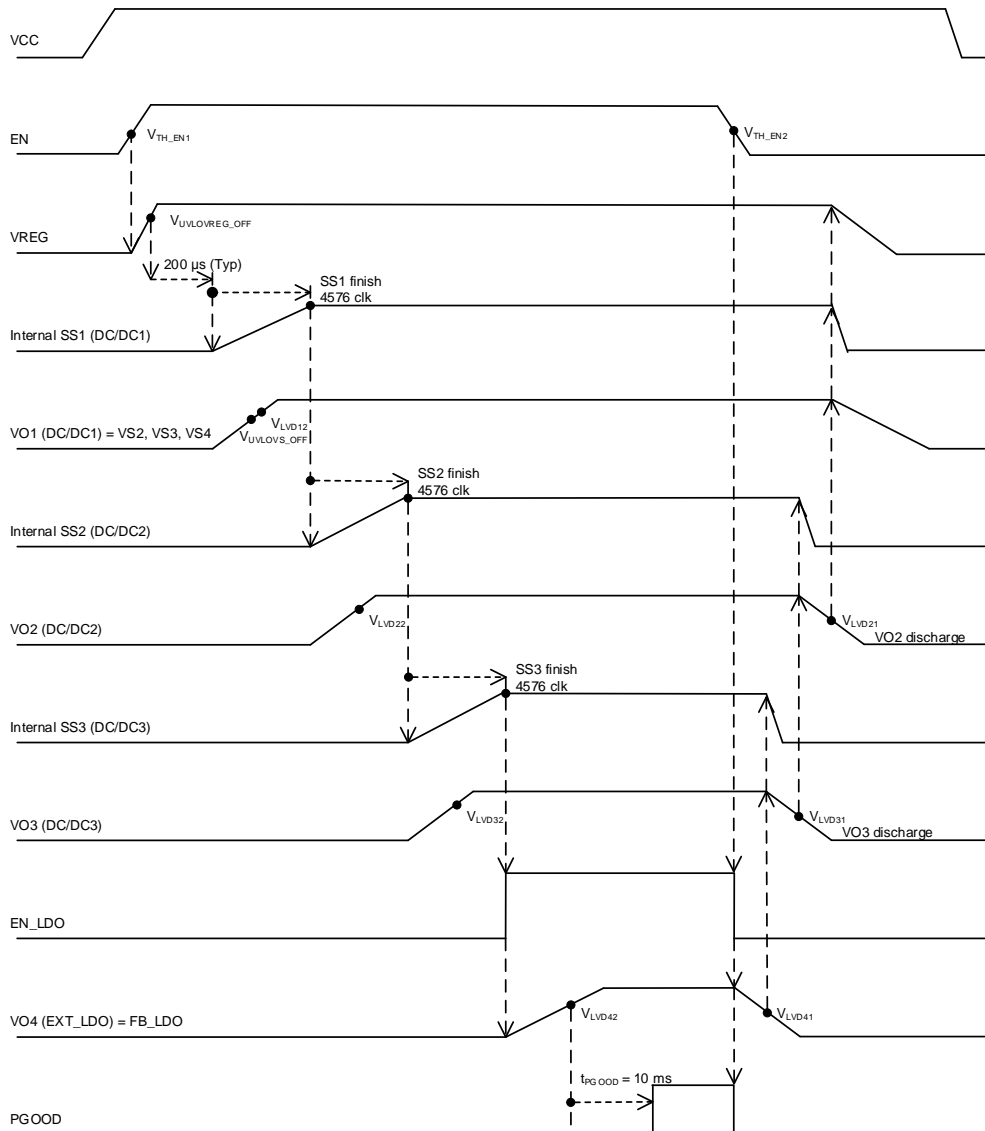 VCC
EN
V_TH_EN1
V_TH_EN2
V_UVLOVREG_OFF
VREG
200 µs (Typ)
SS1 finish
4576 clk
Internal SS1 (DC/DC1)
V_LVD12
V_UVLOVS_OFF
VO1 (DC/DC1) = VS2, VS3, VS4
SS2 finish
4576 clk
Internal SS2 (DC/DC2)
V_LVD22
V_LVD21
VO2 (DC/DC2)
VO2 discharge
SS3 finish
4576 clk
Internal SS3 (DC/DC3)
V_LVD32
V_LVD31
VO3 (DC/DC3)
VO3 discharge
EN_LDO
V_LVD42
V_LVD41
VO4 (EXT_LDO) = FB_LDO
t_PGOOD = 10 ms
PGOOD